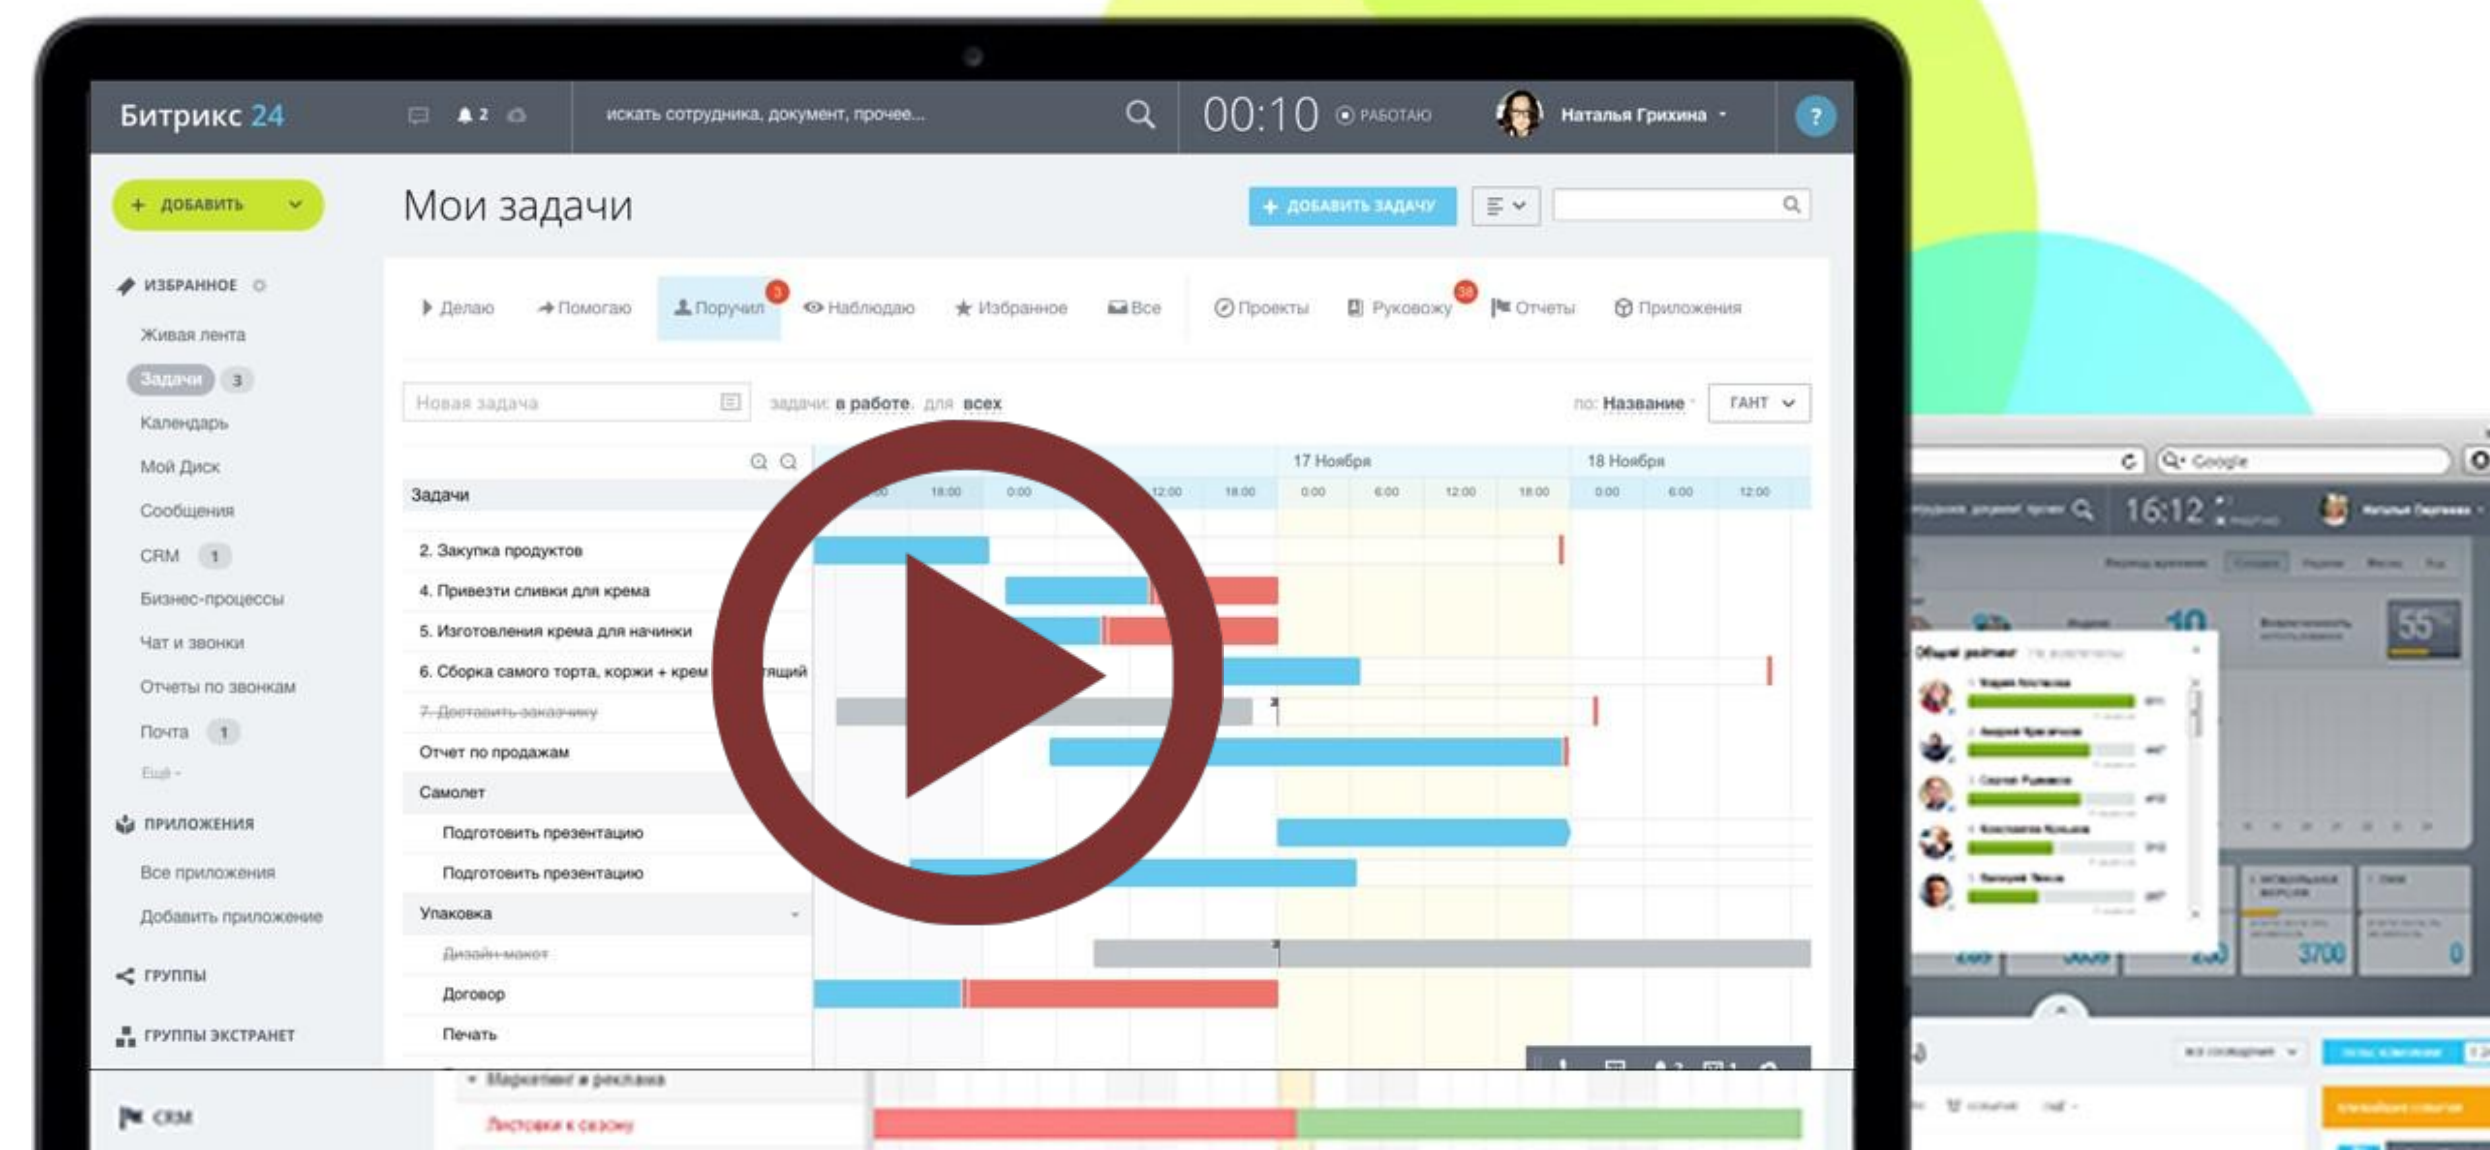 Битрикс 24
2
искать сотрудника, документ, прочее...
00:10 РАБОТАЮ
Наталья Грихина
?
+ ДОБАВИТЬ
Мои задачи
+ ДОБАВИТЬ ЗАДАЧУ
ИЗБРАННОЕ
Живая лента
Задачи 3
Календарь
Мой Диск
Сообщения
CRM 1
Бизнес-процессы
Чат и звонки
Отчеты по звонкам
Почта 1
Ещё
ПРИЛОЖЕНИЯ
Все приложения
Добавить приложение
ГРУППЫ
ГРУППЫ ЭКСТРАНЕТ
CRM
Делаю Помогаю Поручил 3 Наблюдаю Избранное Все Проекты Руковожу 38 Отчеты Приложения
Новая задача задачи: в работе, для всех по: Название ГАНТ
17 Ноября 18 Ноября
Задачи 18:00 0:00 12:00 18:00 0:00 6:00 12:00 18:00 0:00 6:00 12:00
2. Закупка продуктов
4. Привезти сливки для крема
5. Изготовления крема для начинки
6. Сборка самого торта, коржи + крем
7. Доставить заказчику
Отчет по продажам
Самолет
Подготовить презентацию
Подготовить презентацию
Упаковка
Дизайн-макет
Договор
Печать
Маркетинг и реклама
Листовки к сезону
Google
16:12
55
Общий рейтинг
3700
0